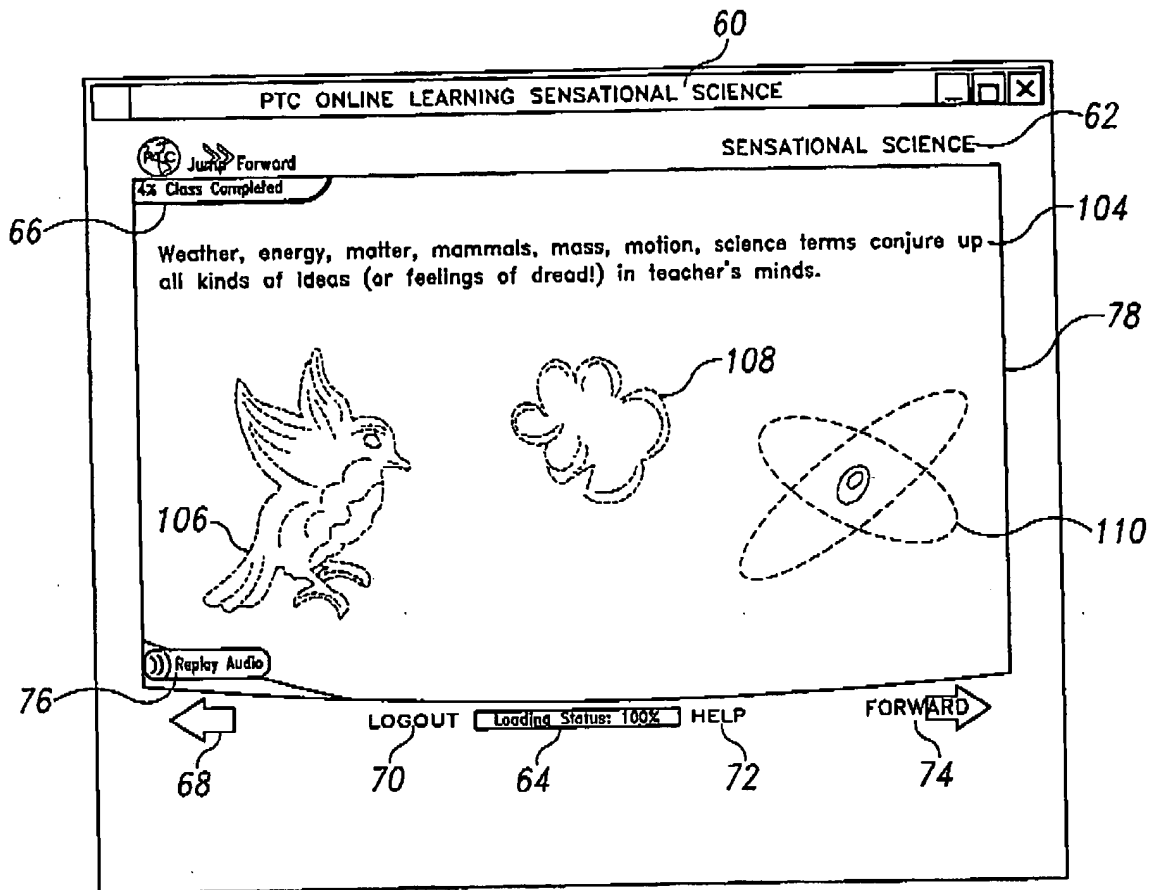 60
PTC ONLINE LEARNING SENSATIONAL SCIENCE
62
SENSATIONAL SCIENCE
PTC Jump Forward
4% Class Completed
66
104
Weather, energy, matter, mammals, mass, motion, science terms conjure up
all kinds of ideas (or feelings of dread!) in teacher's minds.
78
108
106
110
Replay Audio
76
LOGOUT Loading Status: 100% HELP FORWARD
68 70 64 72 74